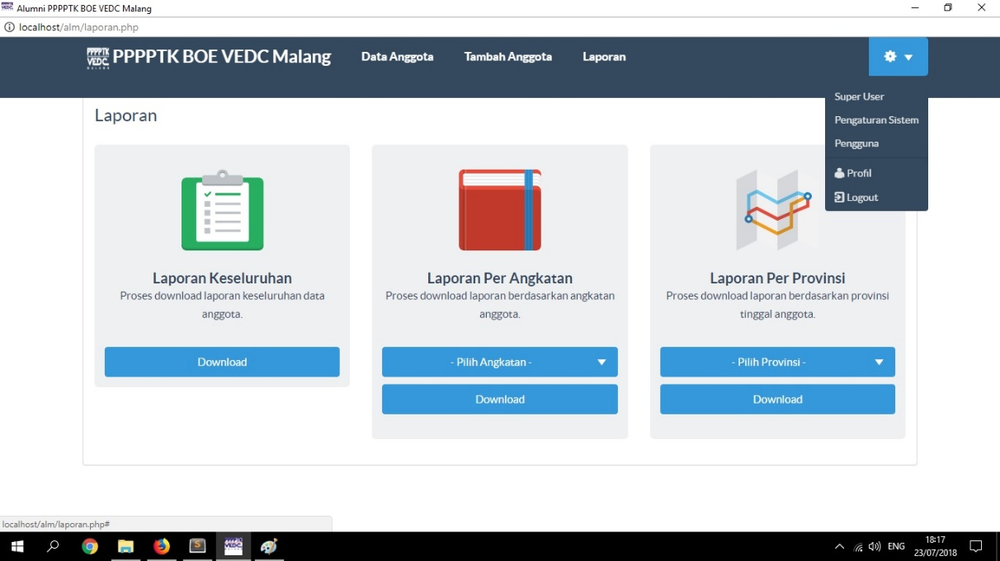 Alumni PPPPTK BOE VEDC Malang
localhost/alm/laporan.php
PPPPTK VEDC MALANG PPPPTK BOE VEDC Malang Data Anggota Tambah Anggota Laporan
Super User
Pengaturan Sistem
Pengguna
Profil
Logout
Laporan
Laporan Keseluruhan
Proses download laporan keseluruhan data
anggota.
Download
Laporan Per Angkatan
Proses download laporan berdasarkan angkatan
anggota.
- Pilih Angkatan -
Download
Laporan Per Provinsi
Proses download laporan berdasarkan provinsi
tinggal anggota.
- Pilih Provinsi -
Download
localhost/alm/laporan.php#
ENG
18:17
23/07/2018